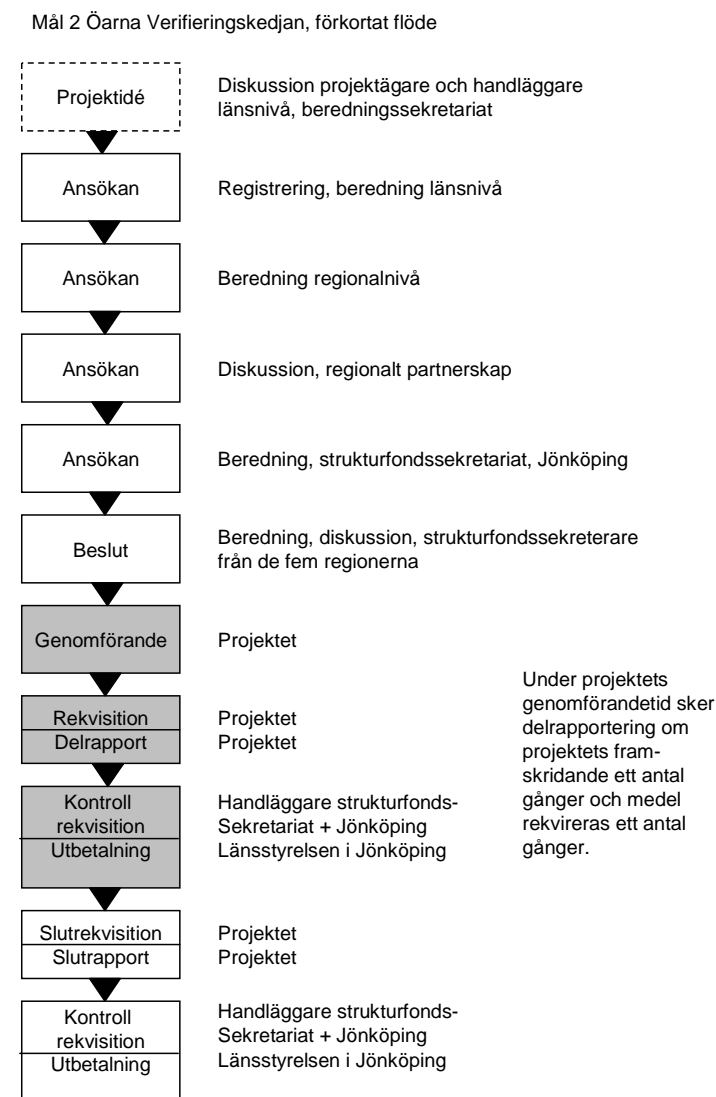 Mål 2 Öarna Verifieringskedjan, förkortat flöde
Projektidé
Diskussion projektägare och handläggare
länsnivå, beredningssekretariat
Ansökan
Registrering, beredning länsnivå
Ansökan
Beredning regionalnivå
Ansökan
Diskussion, regionalt partnerskap
Ansökan
Beredning, strukturfondssekretariat, Jönköping
Beslut
Beredning, diskussion, strukturfondssekreterare
från de fem regionerna
Genomförande
Projektet
Rekvisition
Projektet
Delrapport
Projektet
Kontroll
rekvisition
Utbetalning
Handläggare strukturfonds-
Sekretariat + Jönköping
Länsstyrelsen i Jönköping
Under projektets
genomförandetid sker
delrapportering om
projektets fram-
skridande ett antal
gånger och medel
rekvireras ett antal
gånger.
Slutrekvisition
Projektet
Slutrapport
Projektet
Kontroll
rekvisition
Utbetalning
Handläggare strukturfonds-
Sekretariat + Jönköping
Länsstyrelsen i Jönköping